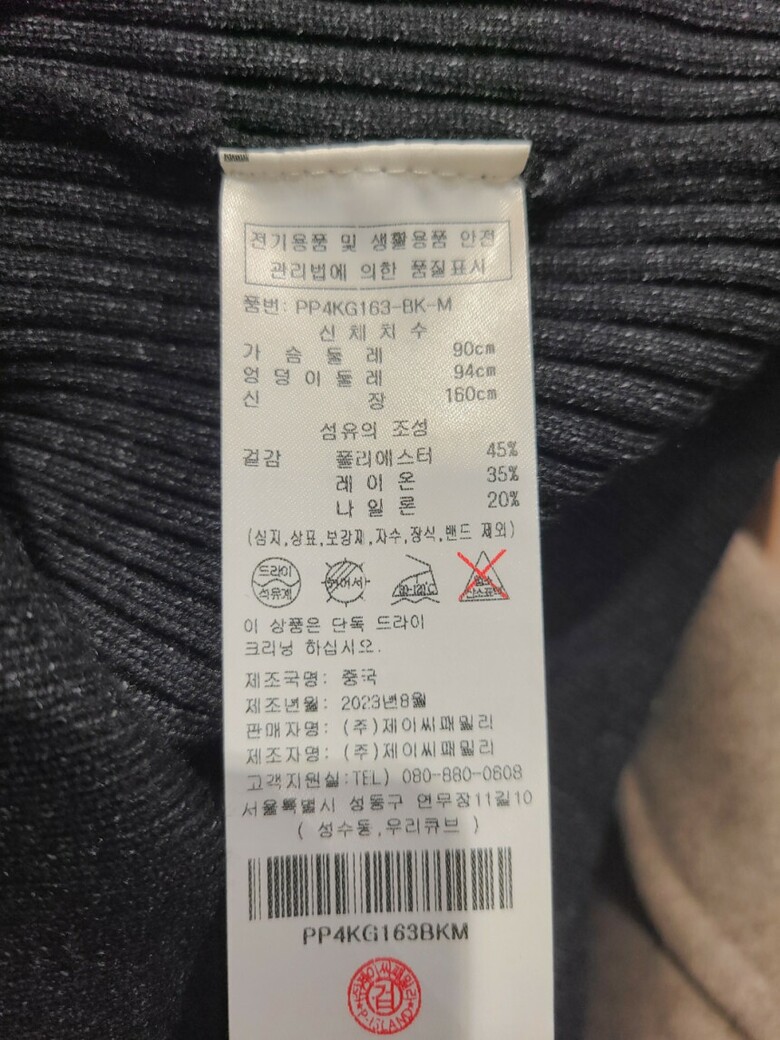 전기용품 및 생활용품 안전
관리법에 의한 품질표시
품번: PP4KG163-BK-M
신 체 치 수
가 슴 둘 레 90cm
엉 덩 이 둘 레 94cm
신 장 160cm
섬유의 조성
겉감 폴리에스터 45%
레 이 온 35%
나 일 론 20%
(심지,상표,보강재,자수,장식,밴드 제외)
드라이
석유계
이 상품은 단독 드라이
크리닝 하십시오.
제조국명: 중국
제조년월: 2023년8월
판매자명: (주)제이씨패밀리
제조자명: (주)제이씨패밀리
고객지원실:TEL) 080-880-0608
서울특별시 성동구 연무장11길10
( 성수동,우리큐브 )
PP4KG163BKM
검
P-ISLAND